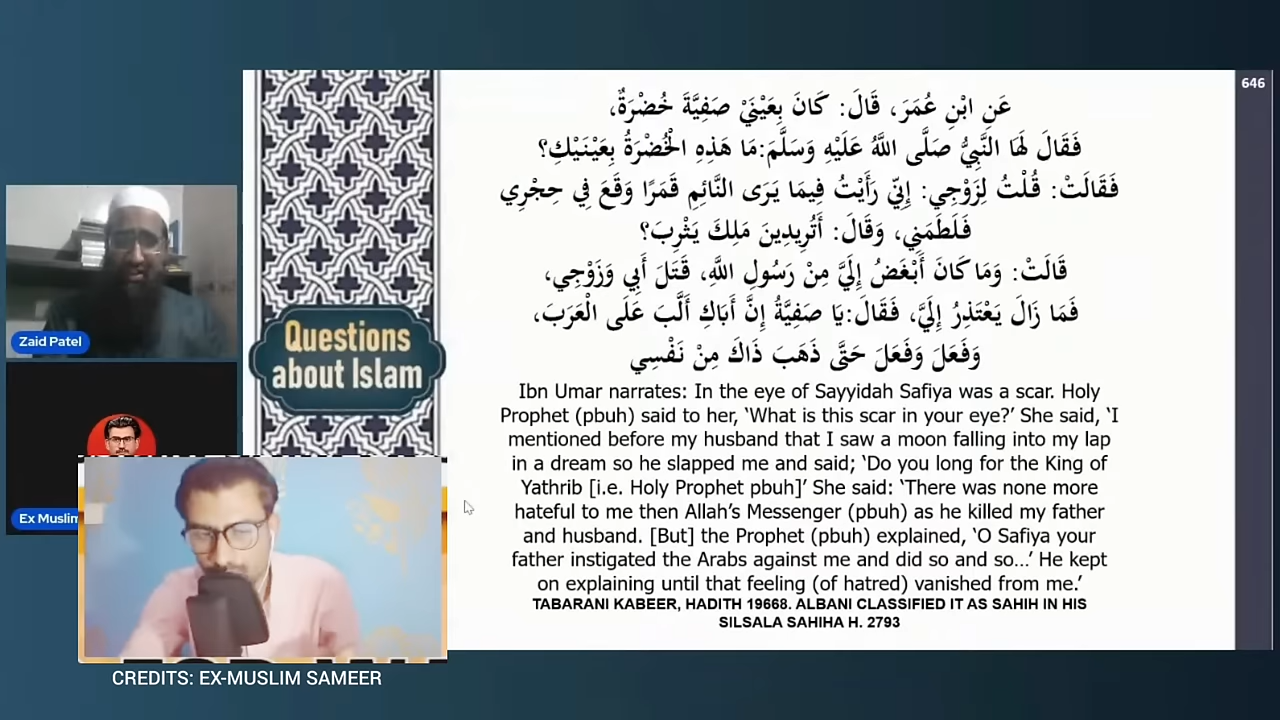 646
عَنِ ابْنِ عُمَرَ، قَالَ: كَانَ بِعَيْنَيْ صَفِيَّةَ خُضْرَةٌ،
فَقَالَ لَهَا النَّبِيُّ صَلَّى اللَّهُ عَلَيْهِ وَسَلَّمَ:مَا هَذِهِ الْخُضْرَةُ بِعَيْنَيْكِ؟
فَقَالَتْ: قُلْتُ لِزَوْجِي: إِنِّي رَأَيْتُ فِيمَا يَرَى النَّائِمِ قَمَرًا وَقَعَ فِي حِجْرِي
فَلَطَمَنِي، وَقَالَ: أَتُرِيدِينَ مَلِكَ يَثْرِبَ؟
قَالَتْ: وَمَا كَانَ أَبْغَضُ إِلَيَّ مِنْ رَسُولِ اللَّهِ، قَتَلَ أَبِي وَزَوْجِي،
فَمَا زَالَ يَعْتَذِرُ إِلَيَّ، فَقَالَ:يَا صَفِيَّةُ إِنَّ أَبَاكِ أَلَّبَ عَلَى الْعَرَبَ،
وَفَعَلَ وَفَعَلَ حَتَّى ذَهَبَ ذَاكَ مِنْ نَفْسِي
Ibn Umar narrates: In the eye of Sayyidah Safiya was a scar. Holy
Prophet (pbuh) said to her, ‘What is this scar in your eye?’ She said, ‘I
mentioned before my husband that I saw a moon falling into my lap
in a dream so he slapped me and said; ‘Do you long for the King of
Yathrib [i.e. Holy Prophet pbuh]’ She said: ‘There was none more
hateful to me then Allah’s Messenger (pbuh) as he killed my father
and husband. [But] the Prophet (pbuh) explained, ‘O Safiya your
father instigated the Arabs against me and did so and so…’ He kept
on explaining until that feeling (of hatred) vanished from me.’
TABARANI KABEER, HADITH 19668. ALBANI CLASSIFIED IT AS SAHIH IN HIS
SILSALA SAHIHA H. 2793
Questions
about Islam
Zaid Patel
Ex Muslim
CREDITS: EX-MUSLIM SAMEER